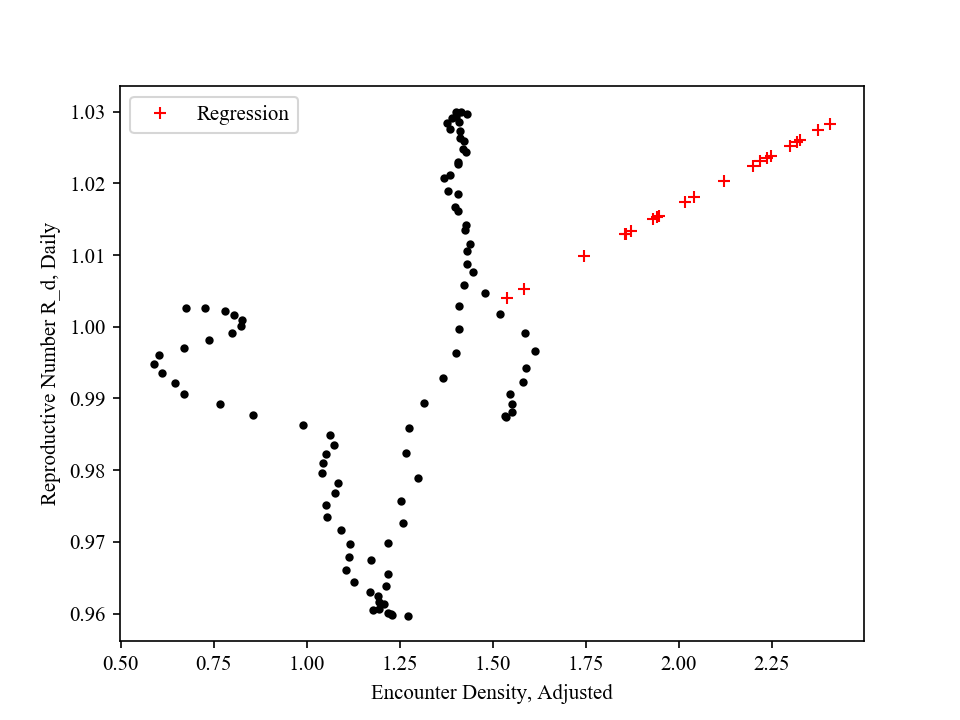 Regression
1.03
1.02
1.01
1.00
0.99
0.98
0.97
0.96
Reproductive Number R_d, Daily
0.50 0.75 1.00 1.25 1.50 1.75 2.00 2.25
Encounter Density, Adjusted